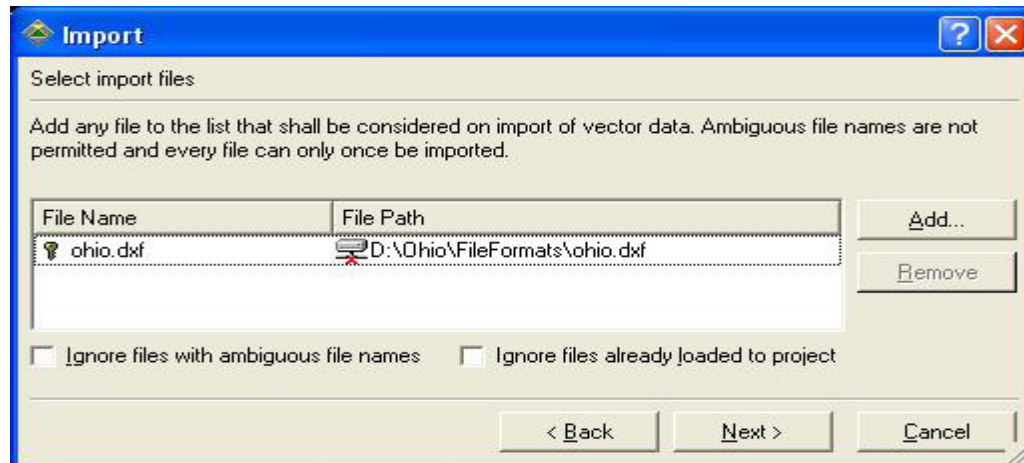 Import
Select import files
Add any file to the list that shall be considered on import of vector data. Ambiguous file names are not
permitted and every file can only once be imported.
File Name File Path
Add...
ohio.dxf D:\Ohio\FileFormats\ohio.dxf
Remove
Ignore files with ambiguous file names Ignore files already loaded to project
< Back Next > Cancel